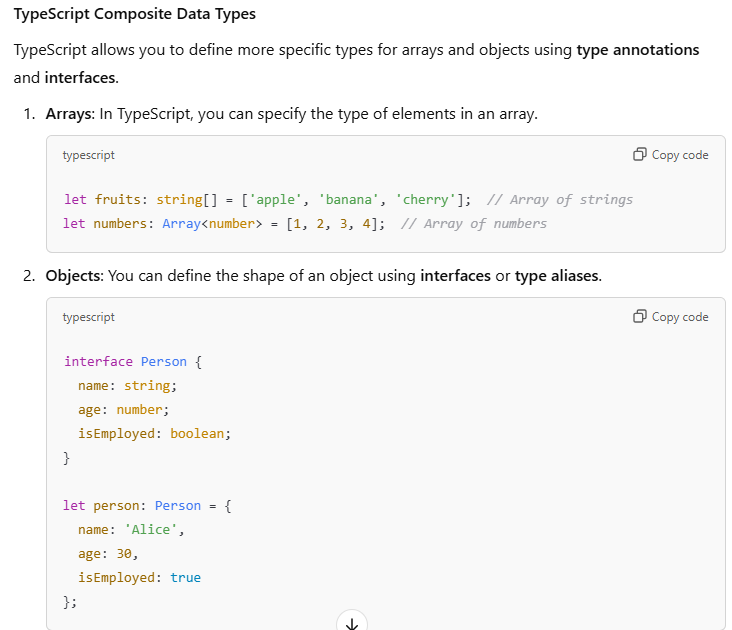 TypeScript Composite Data Types
TypeScript allows you to define more specific types for arrays and objects using type annotations
and interfaces.
1. Arrays: In TypeScript, you can specify the type of elements in an array.
typescript
Copy code
let fruits: string[] = ['apple', 'banana', 'cherry'];  // Array of strings
let numbers: Array<number> = [1, 2, 3, 4];  // Array of numbers
2. Objects: You can define the shape of an object using interfaces or type aliases.
typescript
Copy code
interface Person {
  name: string;
  age: number;
  isEmployed: boolean;
}
let person: Person = {
  name: 'Alice',
  age: 30,
  isEmployed: true
};